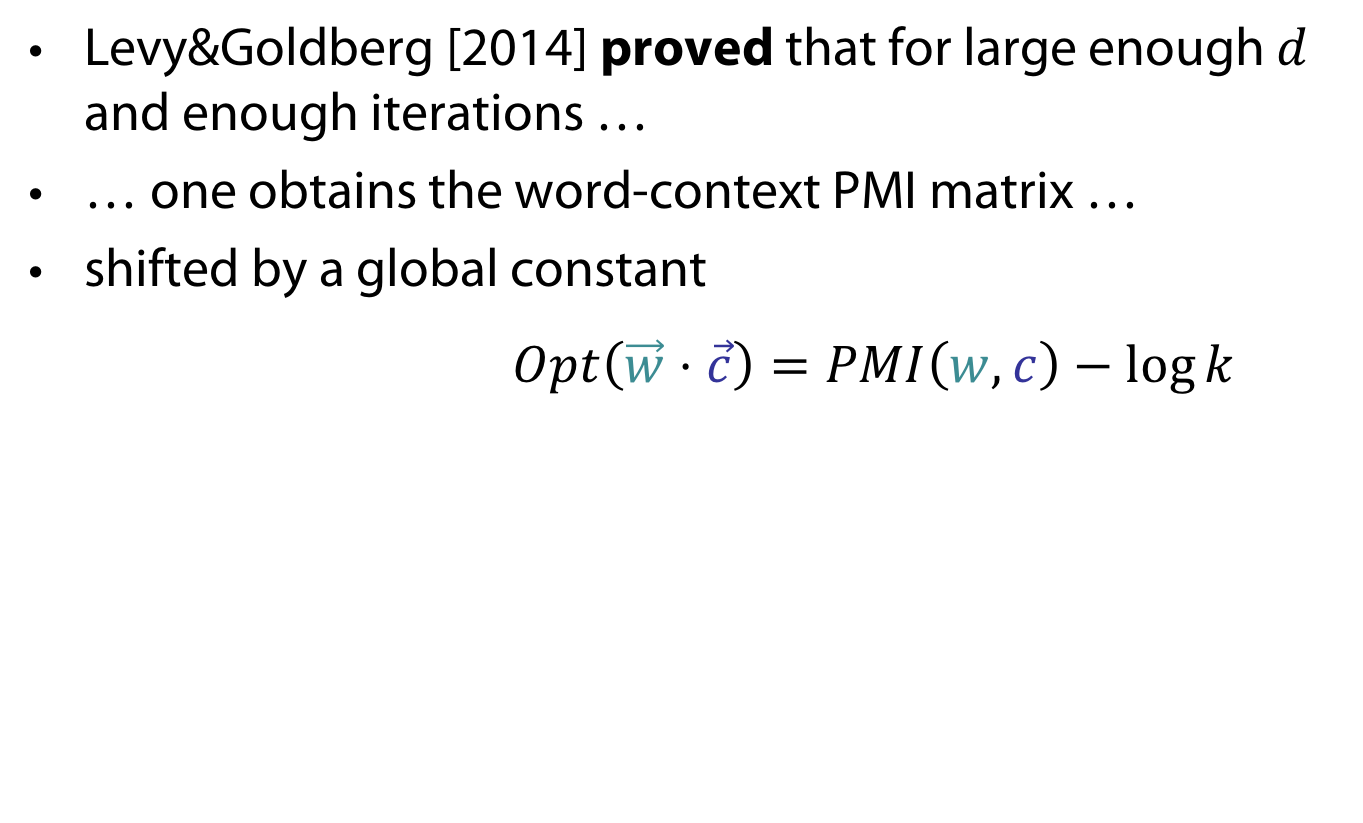 • Levy&Goldberg [2014] proved that for large enough d
and enough iterations …
• … one obtains the word-context PMI matrix …
• shifted by a global constant
Opt(w⃗ · c⃗) = PMI(w, c) − log k